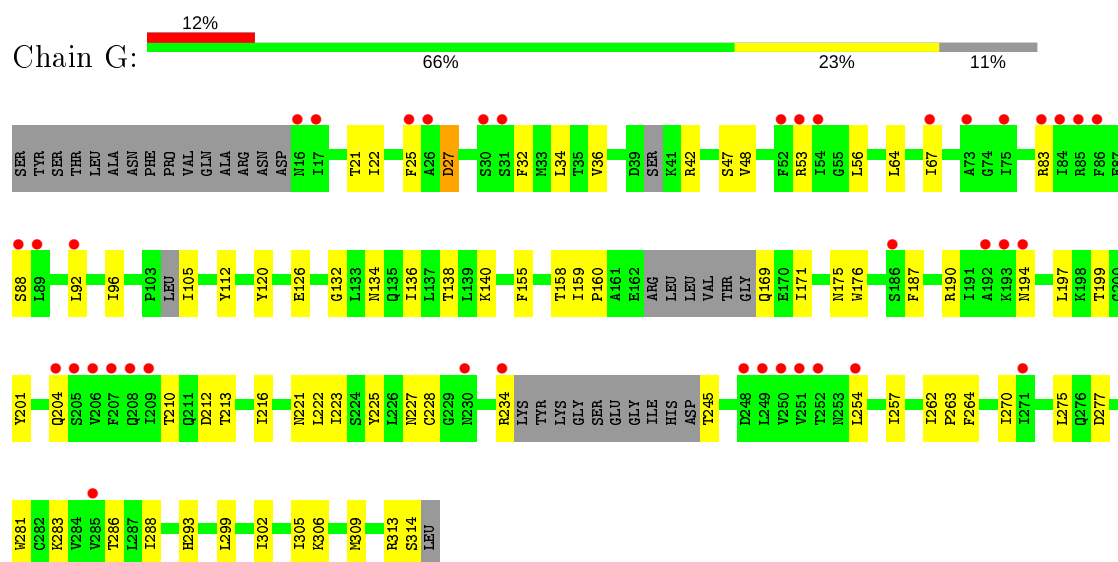 12%
Chain G:
66% 23% 11%
SER TYR SER THR LEU ALA ASN PHE PRO VAL GLN ALA ARG ASN ASP N16 I17 T21 I22 F25 A26 D27 S30 S31 F32 M33 L34 T35 V36 D39 SER K41 R42 S47 V48 F52 R53 I54 G55 L56 L64 I67 A73 G74 I75 R83 I84 R85 F86 E87
S88 L89 L92 I96 P103 LEU I105 Y112 Y120 E126 G132 L133 N134 Q135 I136 L137 T138 L139 K140 F155 T158 I159 P160 A161 E162 ARG LEU LEU VAL THR GLY Q169 E170 I171 N175 W176 S186 F187 R190 I191 A192 K193 N194 L197 K198 T199 G200
Y201 Q204 S205 V206 F207 Q208 I209 T210 Q211 D212 T213 I216 N221 L222 I223 S224 Y225 L226 N227 C228 G229 N230 R234 LYS TYR LYS GLY SER GLU GLY ILE HIS ASP T245 D248 L249 V250 V251 T252 N253 L254 I257 I262 P263 F264 I270 I271 L275 Q276 D277
W281 C282 K283 V284 V285 T286 L287 I288 H293 L299 I302 I305 K306 M309 R313 S314 LEU